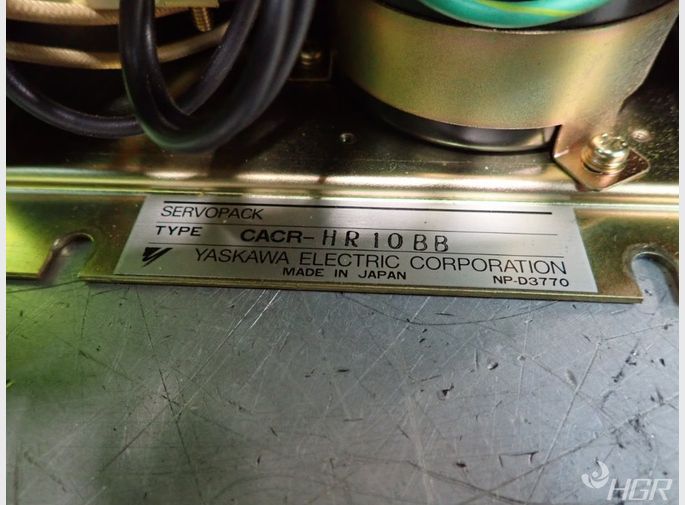 SERVOPACK
TYPE CACR-HR10BB
YASKAWA ELECTRIC CORPORATION
MADE IN JAPAN NP-D3770
HGR